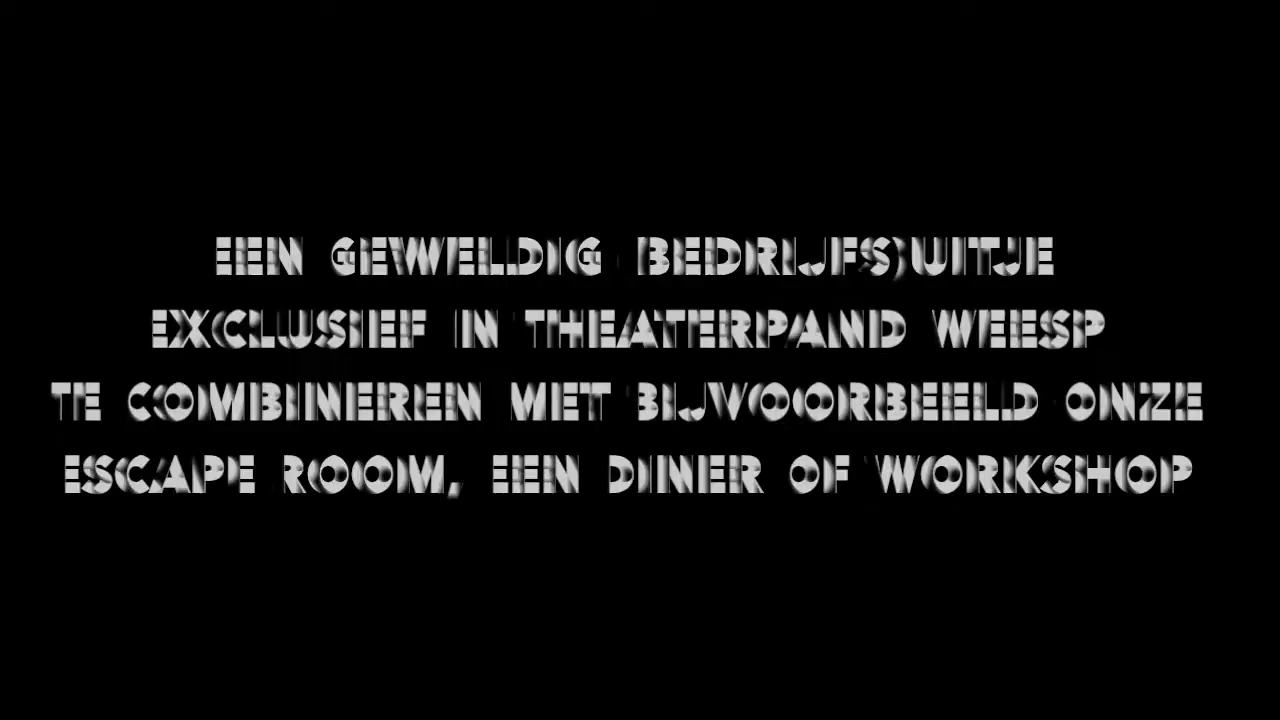 EEN GEWELDIG (BEDRIJFS)UITJE
EXCLUSIEF IN THEATERPAND WEESP
TE COMBINEREN MET BIJVOORBEELD ONZE
ESCAPE ROOM, EEN DINER OF WORKSHOP